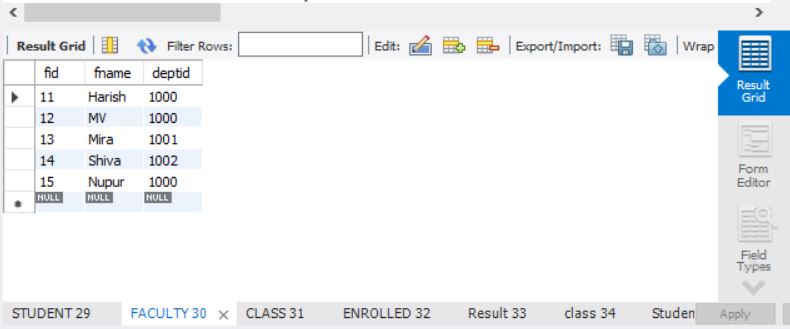 Result Grid Filter Rows: Edit: Export/Import: Wrap
fid fname deptid
11 Harish 1000
12 MV 1000
13 Mira 1001
14 Shiva 1002
15 Nupur 1000
NULL NULL NULL
Result
Grid
Form
Editor
Field
Types
STUDENT 29 FACULTY 30 CLASS 31 ENROLLED 32 Result 33 class 34 Studen Apply